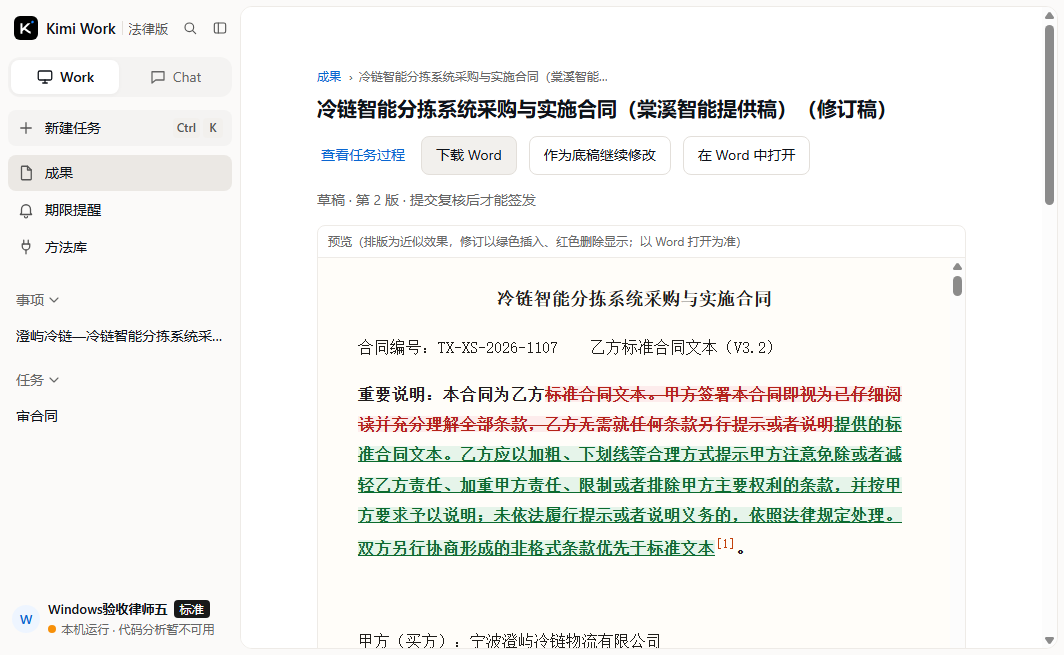 Kimi Work 法律版
Work
Chat
新建任务 Ctrl K
成果
期限提醒
方法库
事项
澄屿冷链—冷链智能分拣系统采...
任务
审合同
W
Windows验收律师五 标准
本机运行 · 代码分析暂不可用
成果 › 冷链智能分拣系统采购与实施合同（棠溪智能...
冷链智能分拣系统采购与实施合同（棠溪智能提供稿）（修订稿）
查看任务过程 下载 Word 作为底稿继续修改 在 Word 中打开
草稿 · 第 2 版 · 提交复核后才能签发
预览（排版为近似效果，修订以绿色插入、红色删除显示；以 Word 打开为准）
冷链智能分拣系统采购与实施合同
合同编号：TX-XS-2026-1107 乙方标准合同文本（V3.2）
重要说明：本合同为乙方标准合同文本。甲方签署本合同即视为已仔细阅
读并充分理解全部条款，乙方无需就任何条款另行提示或者说明提供的标
准合同文本。乙方应以加粗、下划线等合理方式提示甲方注意免除或者减
轻乙方责任、加重甲方责任、限制或者排除甲方主要权利的条款，并按甲
方要求予以说明；未依法履行提示或者说明义务的，依照法律规定处理。
双方另行协商形成的非格式条款优先于标准文本[1]。
甲方（买方）：宁波澄屿冷链物流有限公司